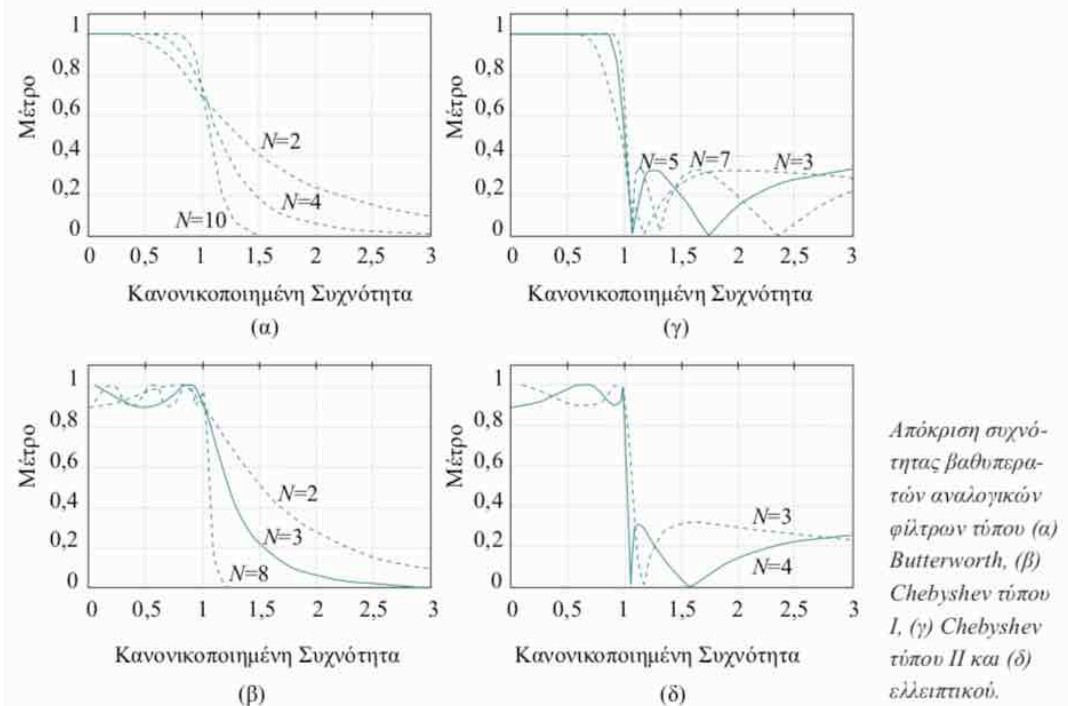 1
0,8
0,6
0,4
0,2
0
Μέτρο
N=2
N=4
N=10
0 0,5 1 1,5 2 2,5 3
Κανονικοποιημένη Συχνότητα
(α)
1
0,8
0,6
0,4
0,2
0
Μέτρο
N=5 N=7 N=3
0 0,5 1 1,5 2 2,5 3
Κανονικοποιημένη Συχνότητα
(γ)
1
0,8
0,6
0,4
0,2
0
Μέτρο
N=2
N=3
N=8
0 0,5 1 1,5 2 2,5 3
Κανονικοποιημένη Συχνότητα
(β)
1
0,8
0,6
0,4
0,2
0
Μέτρο
N=3
N=4
0 0,5 1 1,5 2 2,5 3
Κανονικοποιημένη Συχνότητα
(δ)
Απόκριση συχνό-
τητας βαθυπερα-
τών αναλογικών
φίλτρων τύπου (α)
Butterworth, (β)
Chebyshev τύπου
I, (γ) Chebyshev
τύπου II και (δ)
ελλειπτικού.